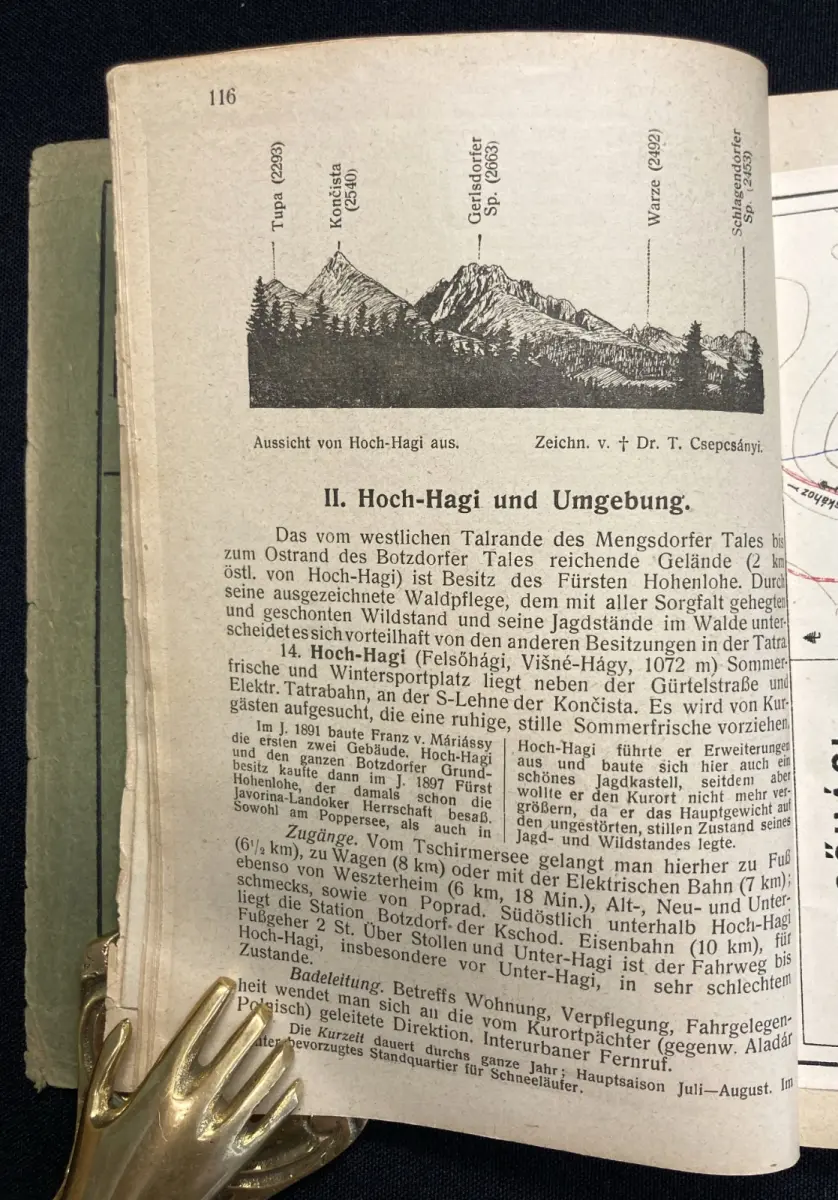 116
Tupa (2293)
Končista
(2540)
Gerlsdorfer
Sp. (2663)
Warze (2492)
Schlagendorfer
Sp. (2453)
Aussicht von Hoch-Hagi aus.
Zeichn. v. † Dr. T. Csepcsányi.
II. Hoch-Hagi und Umgebung.
Das vom westlichen Talrande des Mengsdorfer Tales bis
zum Ostrand des Botzdorfer Tales reichende Gelände (2 km
östl. von Hoch-Hagi) ist Besitz des Fürsten Hohenlohe. Durch
seine ausgezeichnete Waldpflege, dem mit aller Sorgfalt gehegten
und geschonten Wildstand und seine Jagdstände im Walde unter-
scheidet es sich vorteilhaft von den anderen Besitzungen in der Tatra.
14. Hoch-Hagi (Felsőhági, Višné-Hágy, 1072 m) Sommer-
frische und Wintersportplatz liegt neben der Gürtelstraße und
Elektr. Tatrabahn, an der S-Lehne der Končista. Es wird von Kur-
gästen aufgesucht, die eine ruhige, stille Sommerfrische vorziehen.
Im J. 1891 baute Franz v. Máriássy
die ersten zwei Gebäude. Hoch-Hagi
und den ganzen Botzdorfer Grund-
besitz kaufte dann im J. 1897 Fürst
Hohenlohe, der damals schon die
Javorina-Landoker Herrschaft besaß.
Sowohl am Poppersee, als auch in
Hoch-Hagi führte er Erweiterungen
aus und baute sich hier auch ein
schönes Jagdkastell, seitdem aber
wollte er den Kurort nicht mehr ver-
größern, da er das Hauptgewicht auf
den ungestörten, stillen Zustand seines
Jagd- und Wildstandes legte.
Zugänge. Vom Tschirmersee gelangt man hierher zu Fuß
(6½ km), zu Wagen (8 km) oder mit der Elektrischen Bahn (7 km);
ebenso von Weszterheim (6 km, 18 Min.), Alt-, Neu- und Unter-
schmecks, sowie von Poprad. Südöstlich unterhalb Hoch-Hagi
liegt die Station Botzdorf der Kschod. Eisenbahn (10 km), für
Fußgeher 2 St. Über Stollen und Unter-Hagi ist der Fahrweg bis
Hoch-Hagi, insbesondere vor Unter-Hagi, in sehr schlechtem
Zustande.
Badeleitung. Betreffs Wohnung, Verpflegung, Fahrgelegen-
heit wendet man sich an die vom Kurortpächter (gegenw. Aladár
Polnisch) geleitete Direktion. Interurbaner Fernruf.
Die Kurzeit dauert durchs ganze Jahr; Hauptsaison Juli—August. Im
bevorzugtes Standquartier für Schneeläufer.